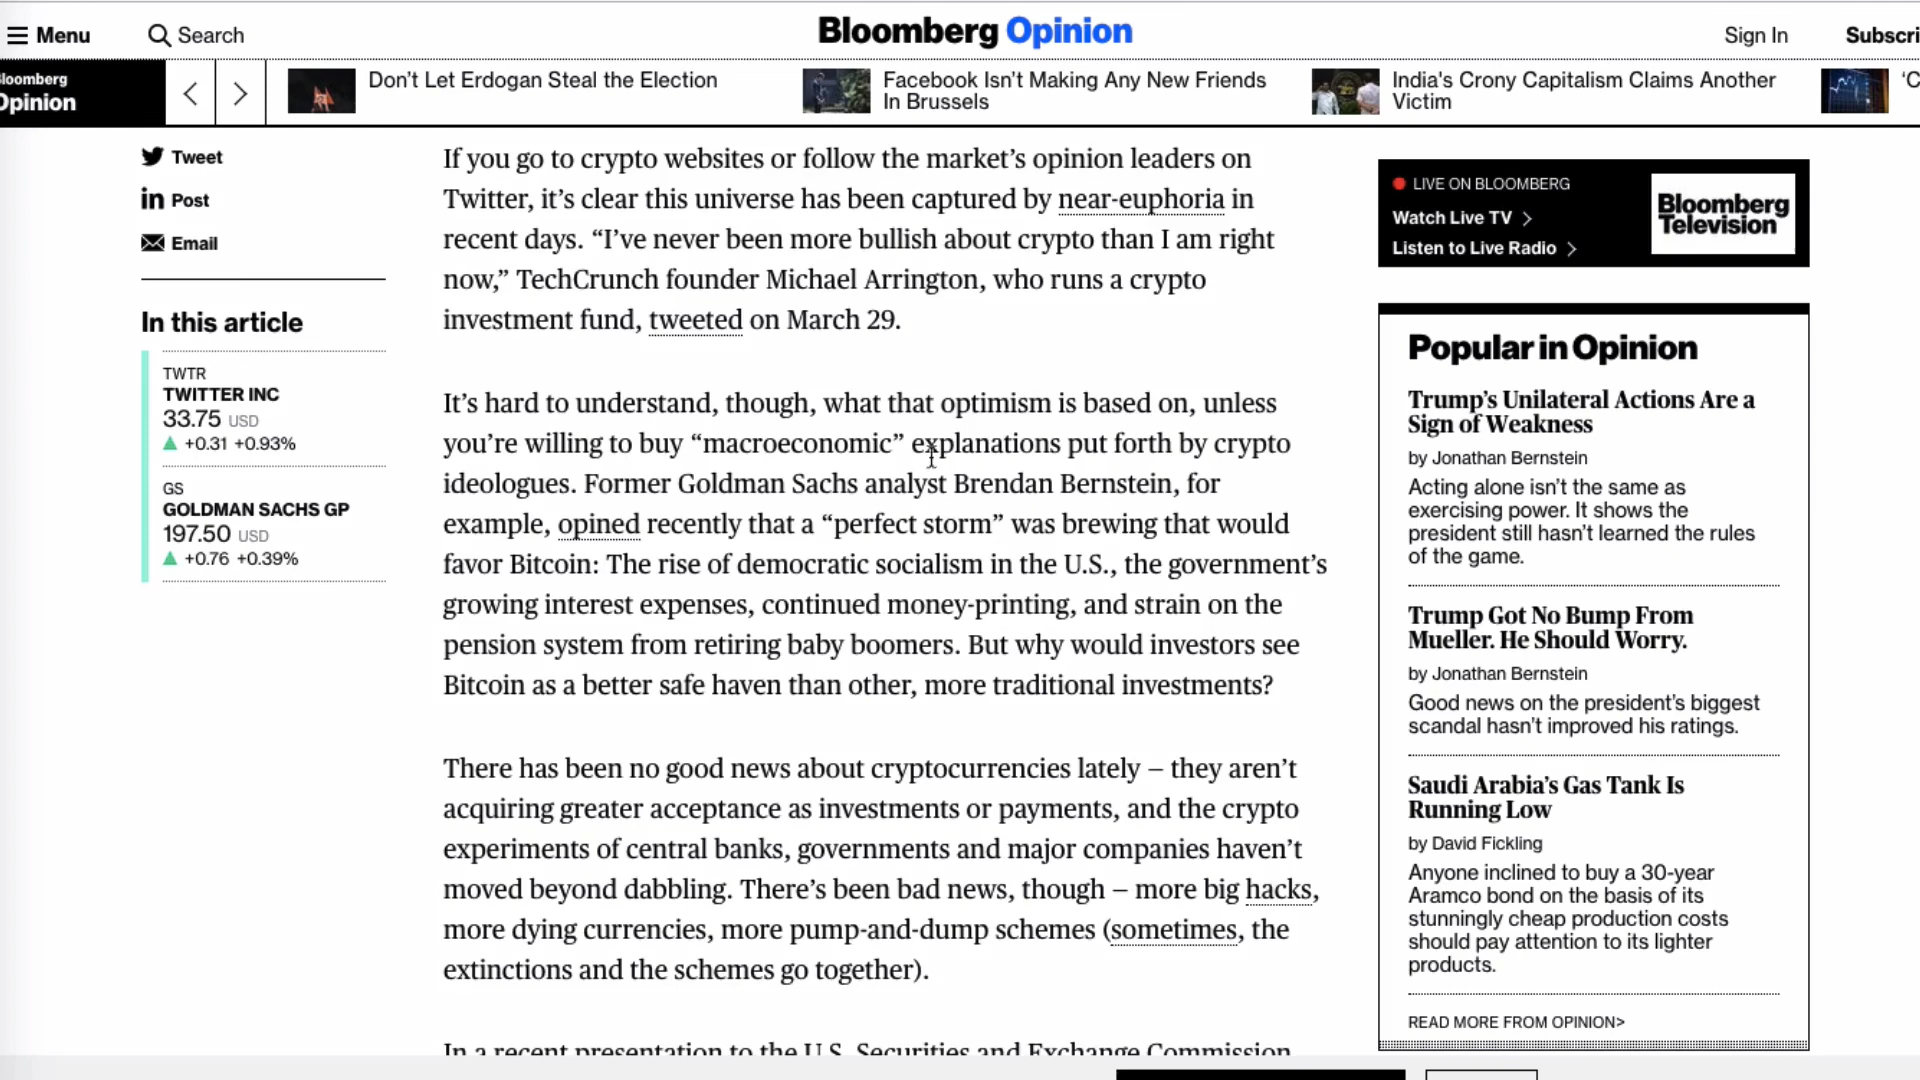 Menu
Search
Bloomberg Opinion
Sign In
Subscri
loomberg
Opinion
Don't Let Erdogan Steal the Election
Facebook Isn't Making Any New Friends
In Brussels
India's Crony Capitalism Claims Another
Victim
'C
Tweet
Post
Email
In this article
TWTR
TWITTER INC
33.75 USD
+0.31 +0.93%
GS
GOLDMAN SACHS GP
197.50 USD
+0.76 +0.39%
If you go to crypto websites or follow the market’s opinion leaders on
Twitter, it’s clear this universe has been captured by near-euphoria in
recent days. “I’ve never been more bullish about crypto than I am right
now,” TechCrunch founder Michael Arrington, who runs a crypto
investment fund, tweeted on March 29.
It’s hard to understand, though, what that optimism is based on, unless
you’re willing to buy “macroeconomic” explanations put forth by crypto
ideologues. Former Goldman Sachs analyst Brendan Bernstein, for
example, opined recently that a “perfect storm” was brewing that would
favor Bitcoin: The rise of democratic socialism in the U.S., the government’s
growing interest expenses, continued money-printing, and strain on the
pension system from retiring baby boomers. But why would investors see
Bitcoin as a better safe haven than other, more traditional investments?
There has been no good news about cryptocurrencies lately – they aren’t
acquiring greater acceptance as investments or payments, and the crypto
experiments of central banks, governments and major companies haven’t
moved beyond dabbling. There’s been bad news, though – more big hacks,
more dying currencies, more pump-and-dump schemes (sometimes, the
extinctions and the schemes go together).
In a recent presentation to the U.S. Securities and Exchange Commission
LIVE ON BLOOMBERG
Watch Live TV
Listen to Live Radio
Bloomberg
Television
Popular in Opinion
Trump’s Unilateral Actions Are a
Sign of Weakness
by Jonathan Bernstein
Acting alone isn’t the same as
exercising power. It shows the
president still hasn’t learned the rules
of the game.
Trump Got No Bump From
Mueller. He Should Worry.
by Jonathan Bernstein
Good news on the president’s biggest
scandal hasn’t improved his ratings.
Saudi Arabia’s Gas Tank Is
Running Low
by David Fickling
Anyone inclined to buy a 30-year
Aramco bond on the basis of its
stunningly cheap production costs
should pay attention to its lighter
products.
READ MORE FROM OPINION>